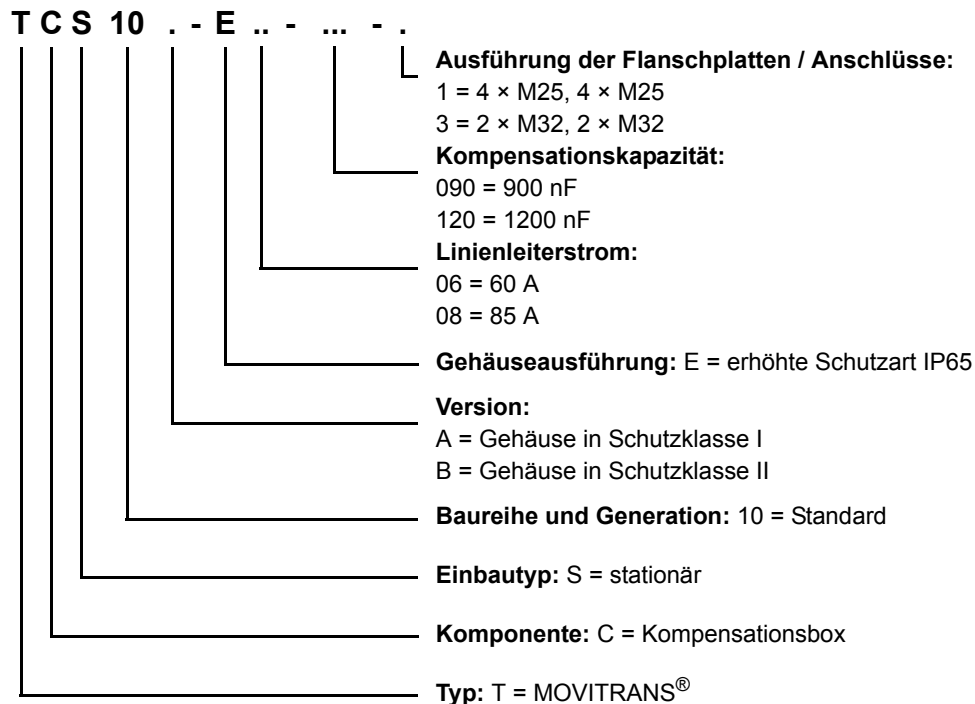 T C S 10 . - E .. - ... - .
Ausführung der Flanschplatten / Anschlüsse:
1 = 4 × M25, 4 × M25
3 = 2 × M32, 2 × M32
Kompensationskapazität:
090 = 900 nF
120 = 1200 nF
Linienleiterstrom:
06 = 60 A
08 = 85 A
Gehäuseausführung: E = erhöhte Schutzart IP65
Version:
A = Gehäuse in Schutzklasse I
B = Gehäuse in Schutzklasse II
Baureihe und Generation: 10 = Standard
Einbautyp: S = stationär
Komponente: C = Kompensationsbox
Typ: T = MOVITRANS®